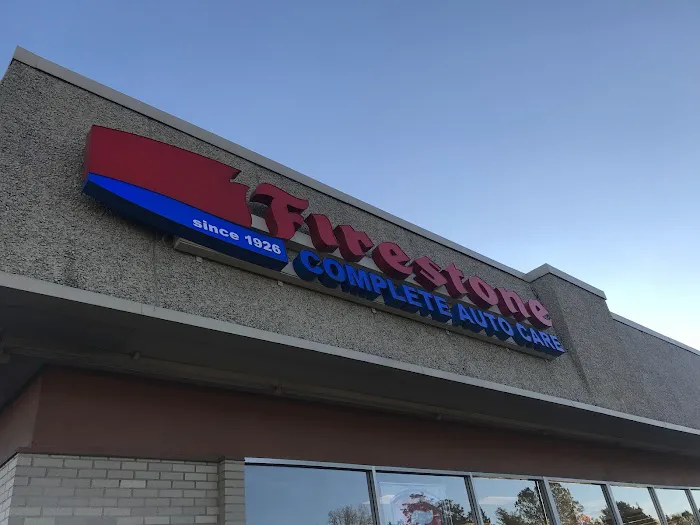 Firestone
since 1926
COMPLETE AUTO CARE